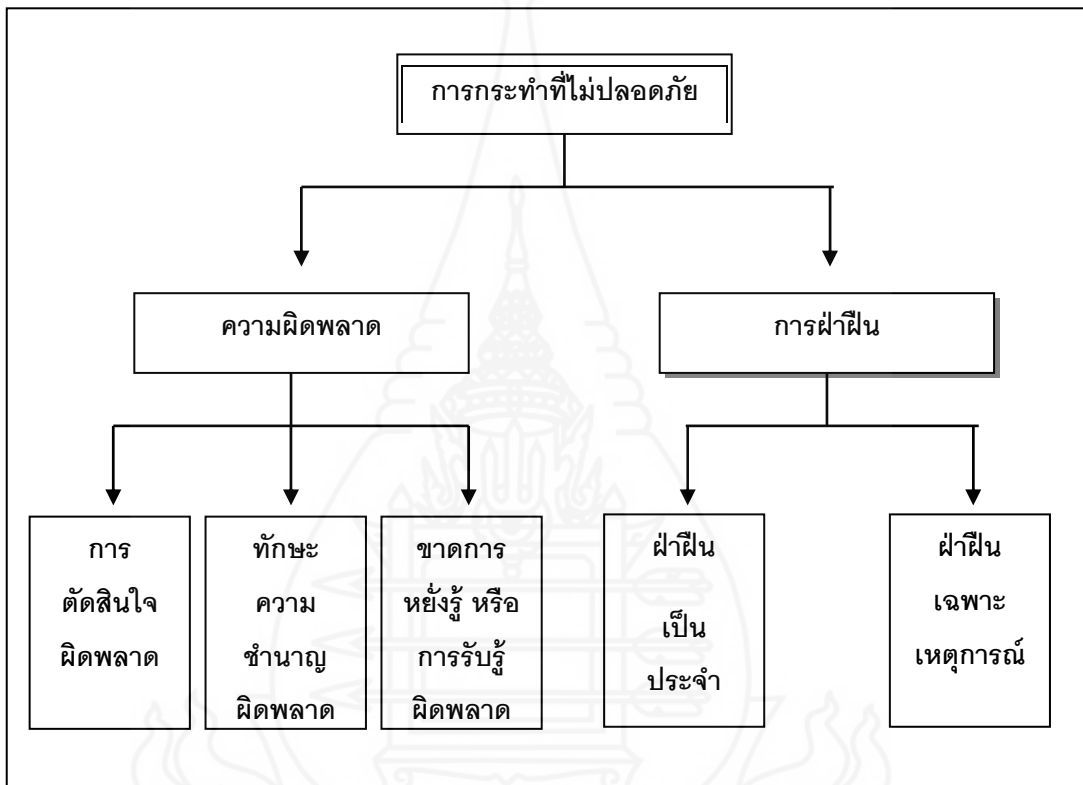 การกระทำที่ไม่ปลอดภัย
ความผิดพลาด
การฝ่าฝืน
การ
ตัดสินใจ
ผิดพลาด
ทักษะ
ความ
ชำนาญ
ผิดพลาด
ขาดการ
หยั่งรู้ หรือ
การรับรู้
ผิดพลาด
ฝ่าฝืน
เป็น
ประจำ
ฝ่าฝืน
เฉพาะ
เหตุการณ์